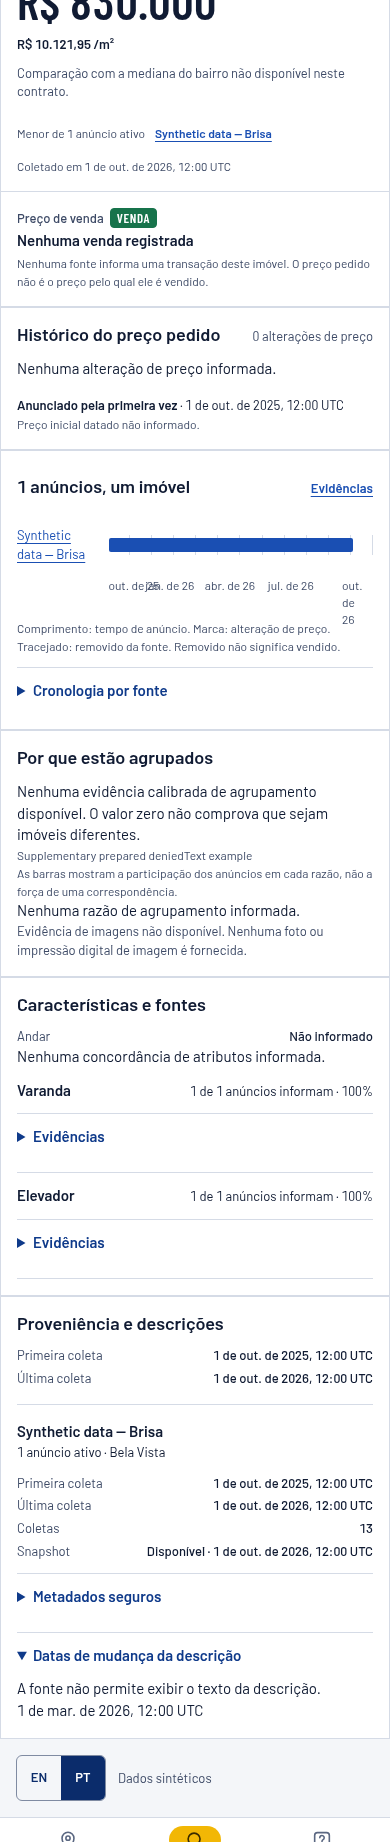 R$ 830.000
R$ 10.121,95 /m²
Comparação com a mediana do bairro não disponível neste
contrato.
Menor de 1 anúncio ativo Synthetic data — Brisa
Coletado em 1 de out. de 2026, 12:00 UTC
Preço de venda VENDA
Nenhuma venda registrada
Nenhuma fonte informa uma transação deste imóvel. O preço pedido
não é o preço pelo qual ele é vendido.
Histórico do preço pedido 0 alterações de preço
Nenhuma alteração de preço informada.
Anunciado pela primeira vez · 1 de out. de 2025, 12:00 UTC
Preço inicial datado não informado.
1 anúncios, um imóvel Evidências
Synthetic
data — Brisa
out. de 25 jan. de 26 abr. de 26 jul. de 26 out.
de
26
Comprimento: tempo de anúncio. Marca: alteração de preço.
Tracejado: removido da fonte. Removido não significa vendido.
Cronologia por fonte
Por que estão agrupados
Nenhuma evidência calibrada de agrupamento
disponível. O valor zero não comprova que sejam
imóveis diferentes.
Supplementary prepared deniedText example
As barras mostram a participação dos anúncios em cada razão, não a
força de uma correspondência.
Nenhuma razão de agrupamento informada.
Evidência de imagens não disponível. Nenhuma foto ou
impressão digital de imagem é fornecida.
Características e fontes
Andar Não informado
Nenhuma concordância de atributos informada.
Varanda 1 de 1 anúncios informam · 100%
Evidências
Elevador 1 de 1 anúncios informam · 100%
Evidências
Proveniência e descrições
Primeira coleta 1 de out. de 2025, 12:00 UTC
Última coleta 1 de out. de 2026, 12:00 UTC
Synthetic data — Brisa
1 anúncio ativo · Bela Vista
Primeira coleta 1 de out. de 2025, 12:00 UTC
Última coleta 1 de out. de 2026, 12:00 UTC
Coletas 13
Snapshot Disponível · 1 de out. de 2026, 12:00 UTC
Metadados seguros
Datas de mudança da descrição
A fonte não permite exibir o texto da descrição.
1 de mar. de 2026, 12:00 UTC
EN PT Dados sintéticos